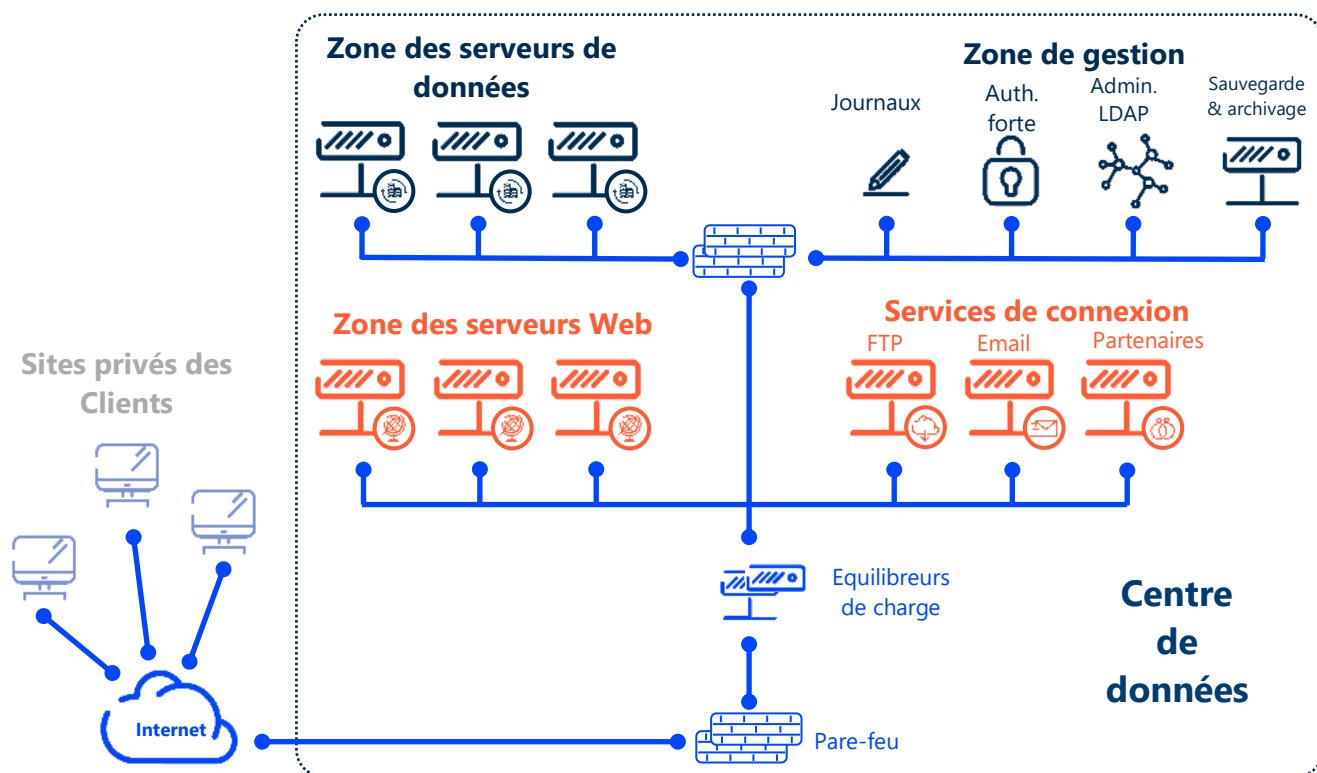 Zone des serveurs de
données
Zone de gestion
Journaux
Auth.
forte
Admin.
LDAP
Sauvegarde
& archivage
Zone des serveurs Web
Services de connexion
FTP
Email
Partenaires
Sites privés des
Clients
Equilibreurs
de charge
Centre
de
données
Internet
Pare-feu